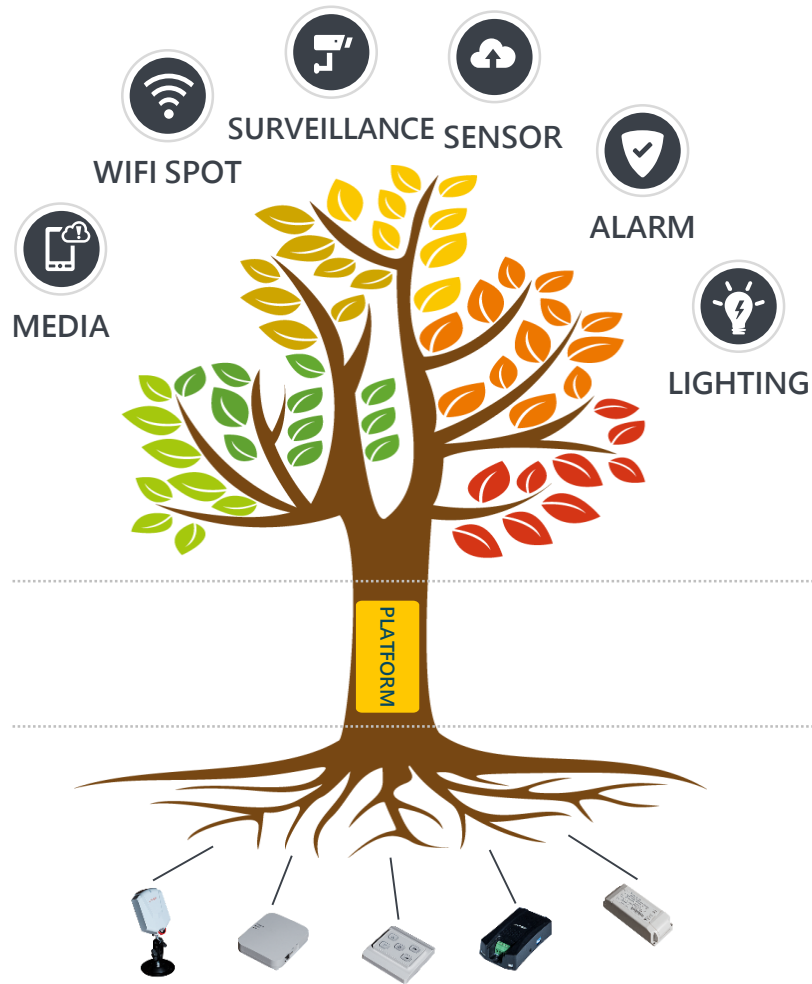 SURVEILLANCE
SENSOR
WIFI SPOT
ALARM
MEDIA
LIGHTING
PLATFORM